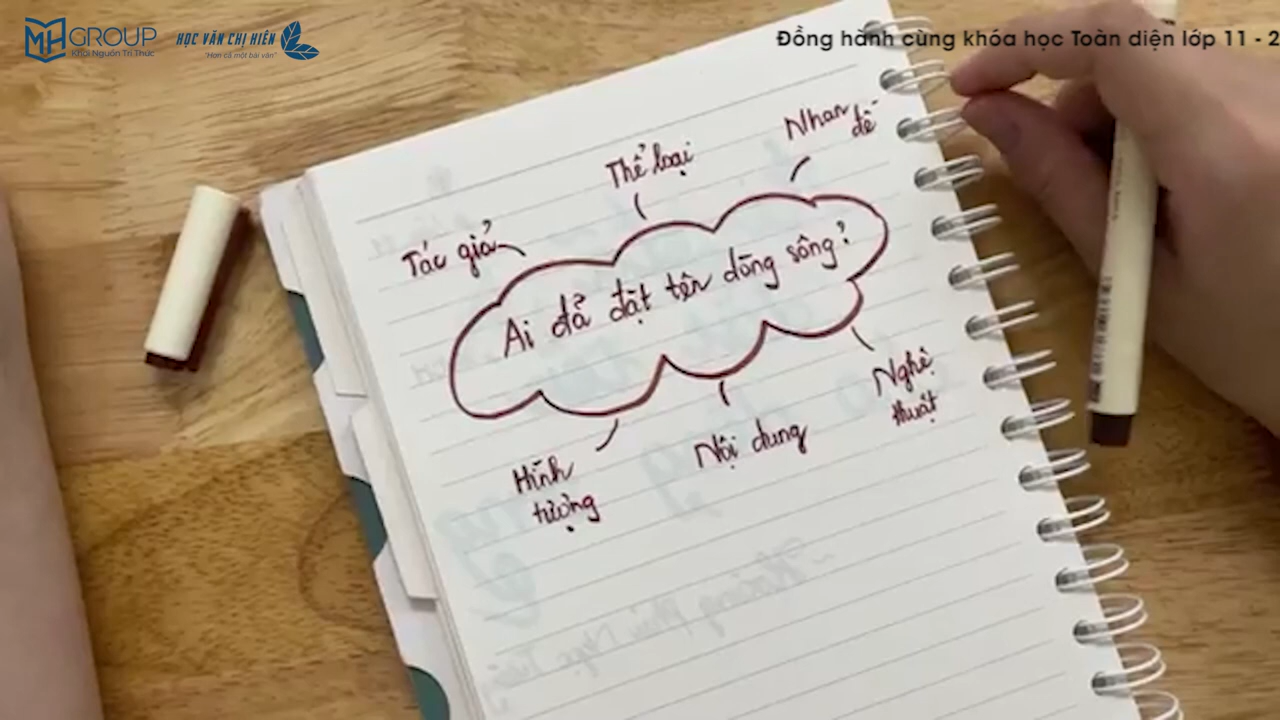 MH GROUP
Khơi Nguồn Tri Thức
HỌC VĂN CHỊ HIÊN
"Hơn cả một bài văn"
Đồng hành cùng khóa học Toàn diện lớp 11 - 2
Nhan
đề
Thể loại
Tác giả
Ai đã đặt tên dòng sông?
Nghệ
thuật
Nội dung
Hình
tượng